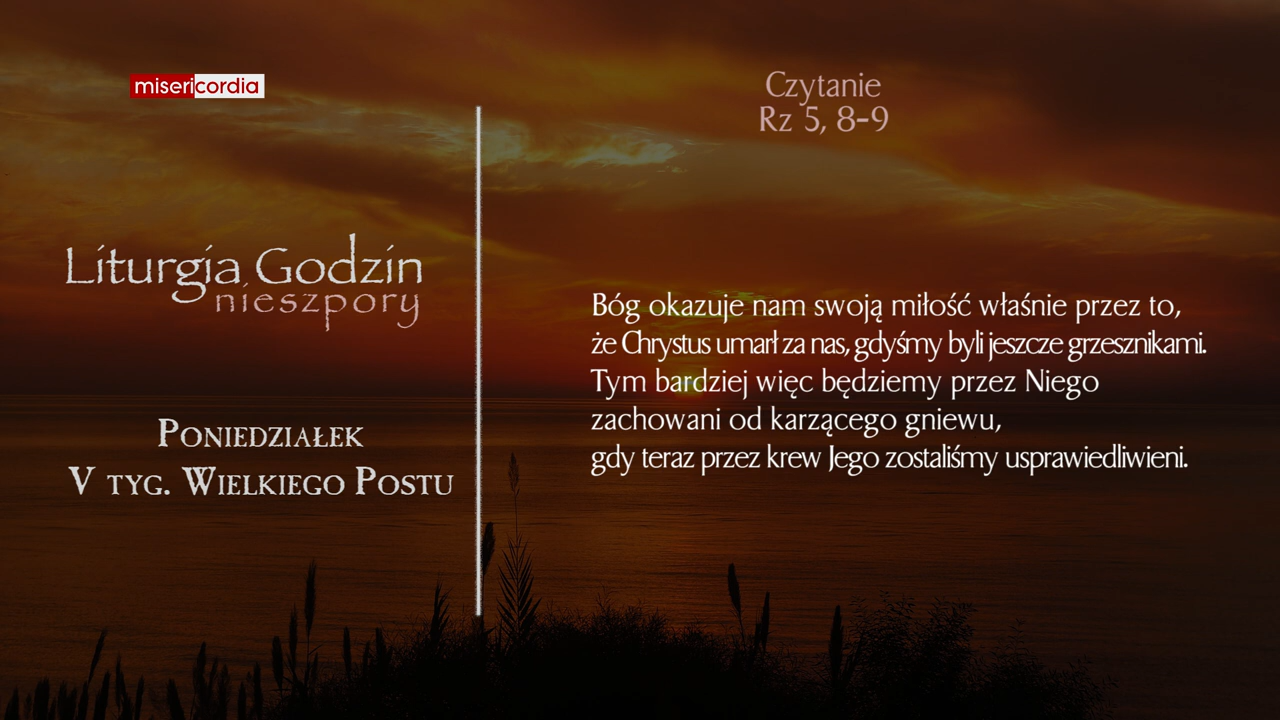 misericordia
Liturgia Godzin
nieszpory
Poniedziałek
V tyg. Wielkiego Postu
Czytanie
Rz 5, 8-9
Bóg okazuje nam swoją miłość właśnie przez to,
że Chrystus umarł za nas, gdyśmy byli jeszcze grzesznikami.
Tym bardziej więc będziemy przez Niego
zachowani od karzącego gniewu,
gdy teraz przez krew Jego zostaliśmy usprawiedliwieni.